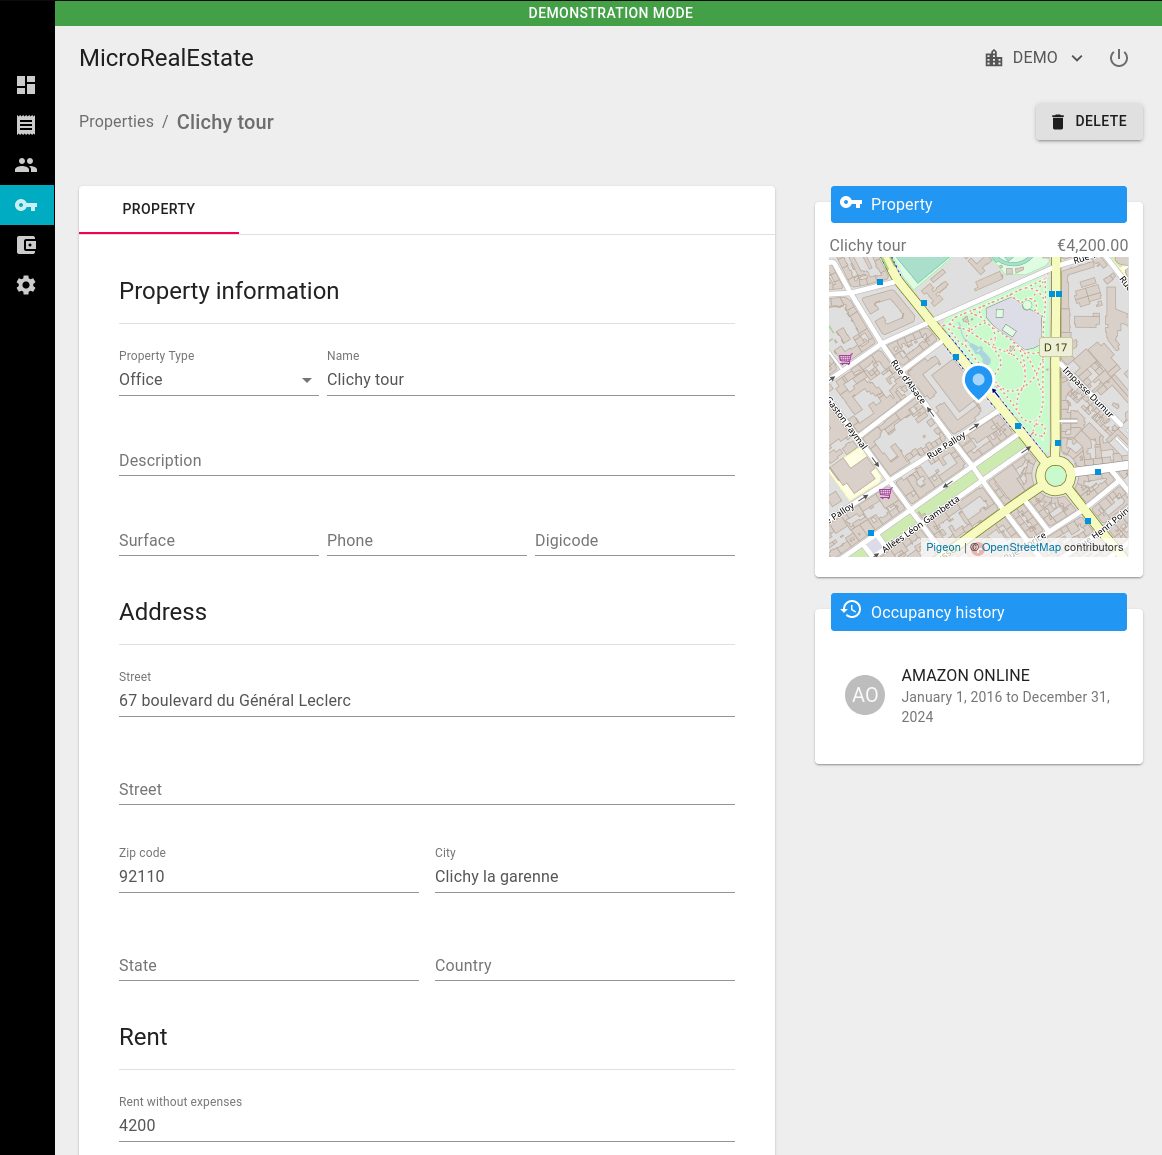 DEMONSTRATION MODE
MicroRealEstate
DEMO
Properties / Clichy tour
DELETE
PROPERTY
Property information
Property Type
Office
Name
Clichy tour
Description
Surface
Phone
Digicode
Address
Street
67 boulevard du Général Leclerc
Street
Zip code
92110
City
Clichy la garenne
State
Country
Rent
Rent without expenses
4200
Property
Clichy tour
€4,200.00
Rue
D 17
Rue d'Alsace
Impasse Dumur
Gaston Paymal
Rue Palloy
Palloy
Allées Léon Gambetta
Henri Poin
Pigeon | © OpenStreetMap contributors
Occupancy history
AO
AMAZON ONLINE
January 1, 2016 to December 31,
2024